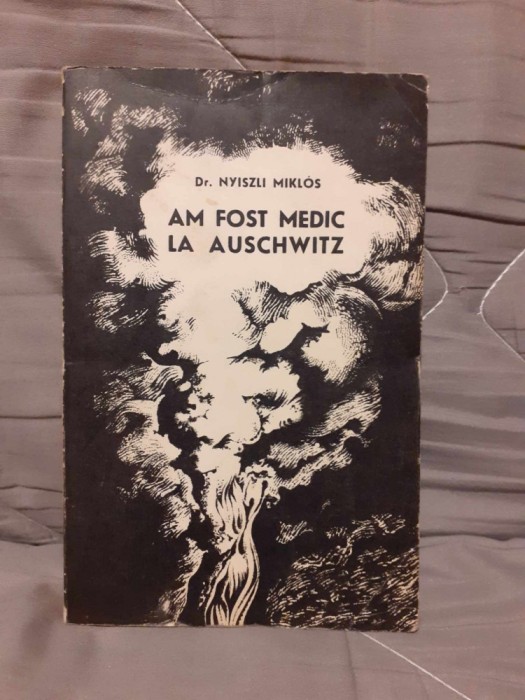 Dr. NYISZLI MIKLÓS
AM FOST MEDIC
LA AUSCHWITZ